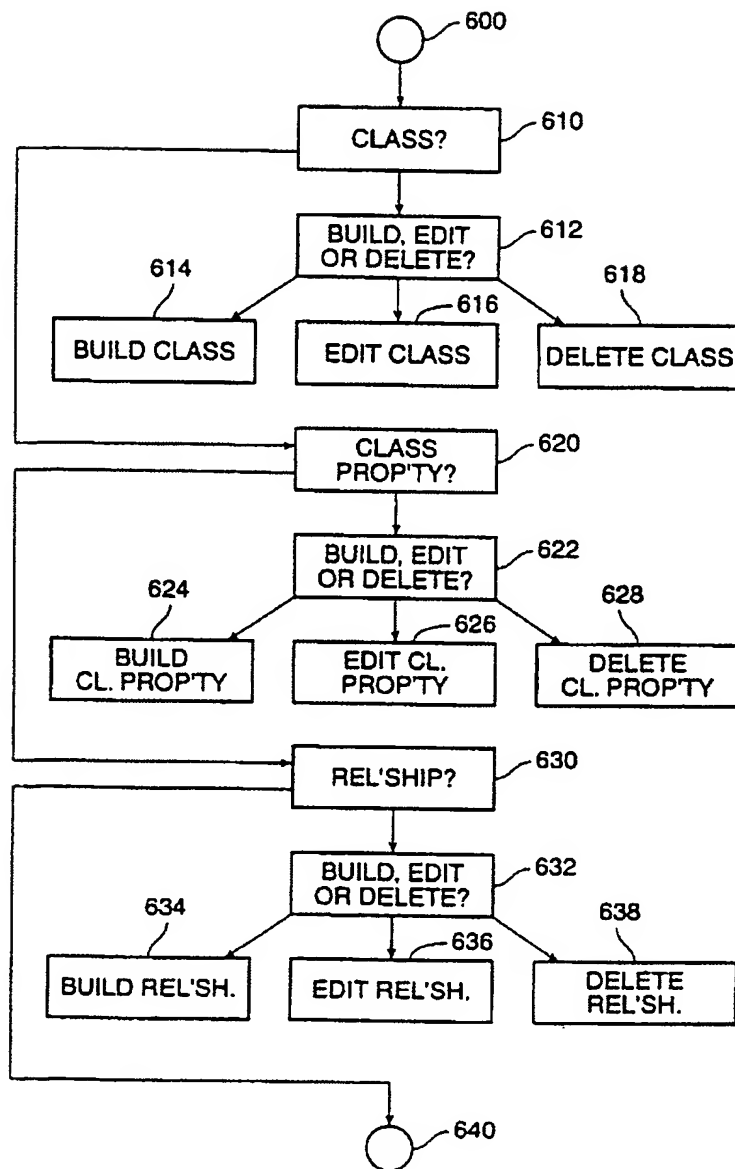 600
CLASS?
610
BUILD, EDIT
OR DELETE?
612
614
616
618
BUILD CLASS
EDIT CLASS
DELETE CLASS
CLASS
PROP'TY?
620
BUILD, EDIT
OR DELETE?
622
624
626
628
BUILD
CL. PROP'TY
EDIT CL.
PROP'TY
DELETE
CL. PROP'TY
REL'SHIP?
630
BUILD, EDIT
OR DELETE?
632
634
636
638
BUILD REL'SH.
EDIT REL'SH.
DELETE
REL'SH.
640